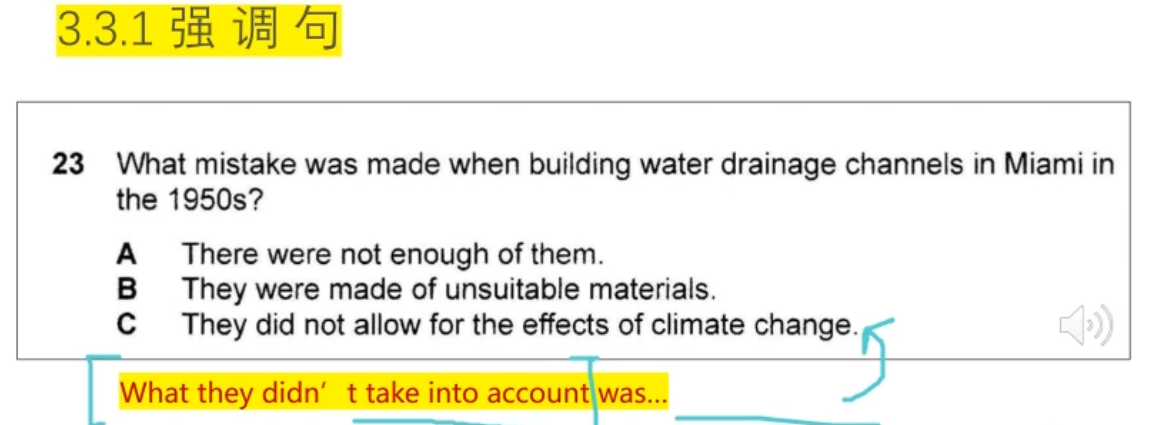 3.3.1 强 调 句
23 What mistake was made when building water drainage channels in Miami in
the 1950s?
A There were not enough of them.
B They were made of unsuitable materials.
C They did not allow for the effects of climate change.
What they didn’ t take into account was...